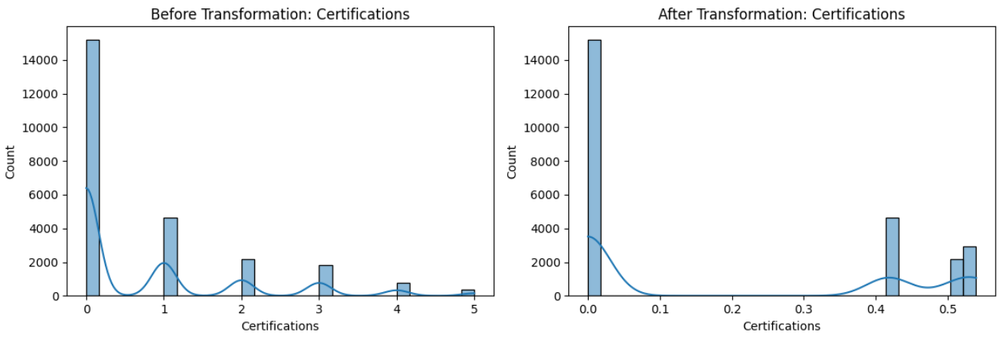 Before Transformation: Certifications
14000
12000
10000
8000
6000
4000
2000
0
Count
0 1 2 3 4 5
Certifications
After Transformation: Certifications
14000
12000
10000
8000
6000
4000
2000
0
Count
0.0 0.1 0.2 0.3 0.4 0.5
Certifications